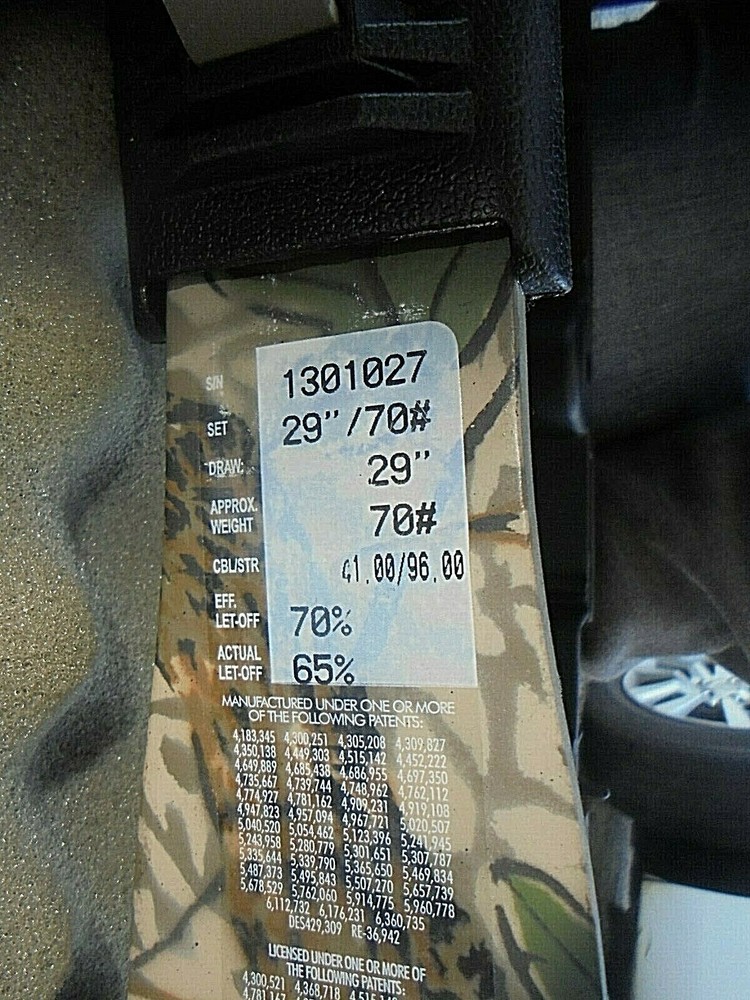 S/N 1301027
SET 29"/70#
DRAW: 29"
APPROX. WEIGHT 70#
CBL/STR 41.00/96.00
EFF. LET-OFF 70%
ACTUAL LET-OFF 65%
MANUFACTURED UNDER ONE OR MORE
OF THE FOLLOWING PATENTS:
4,183,345 4,300,251 4,305,208 4,309,827
4,350,138 4,449,303 4,515,142 4,452,222
4,649,889 4,685,438 4,686,955 4,697,350
4,735,667 4,739,744 4,748,962 4,762,112
4,774,927 4,781,162 4,909,231 4,919,108
4,947,823 4,957,094 4,967,721 5,020,507
5,040,520 5,054,462 5,123,396 5,241,945
5,243,958 5,280,779 5,301,651 5,307,787
5,335,644 5,339,790 5,365,650 5,469,834
5,487,373 5,495,843 5,507,270 5,657,739
5,678,529 5,762,060 5,914,775 5,960,778
6,112,732 6,176,231 6,360,735
DES429,309 RE-36,942
LICENSED UNDER ONE OR MORE OF
THE FOLLOWING PATENTS:
4,300,521 4,368,718